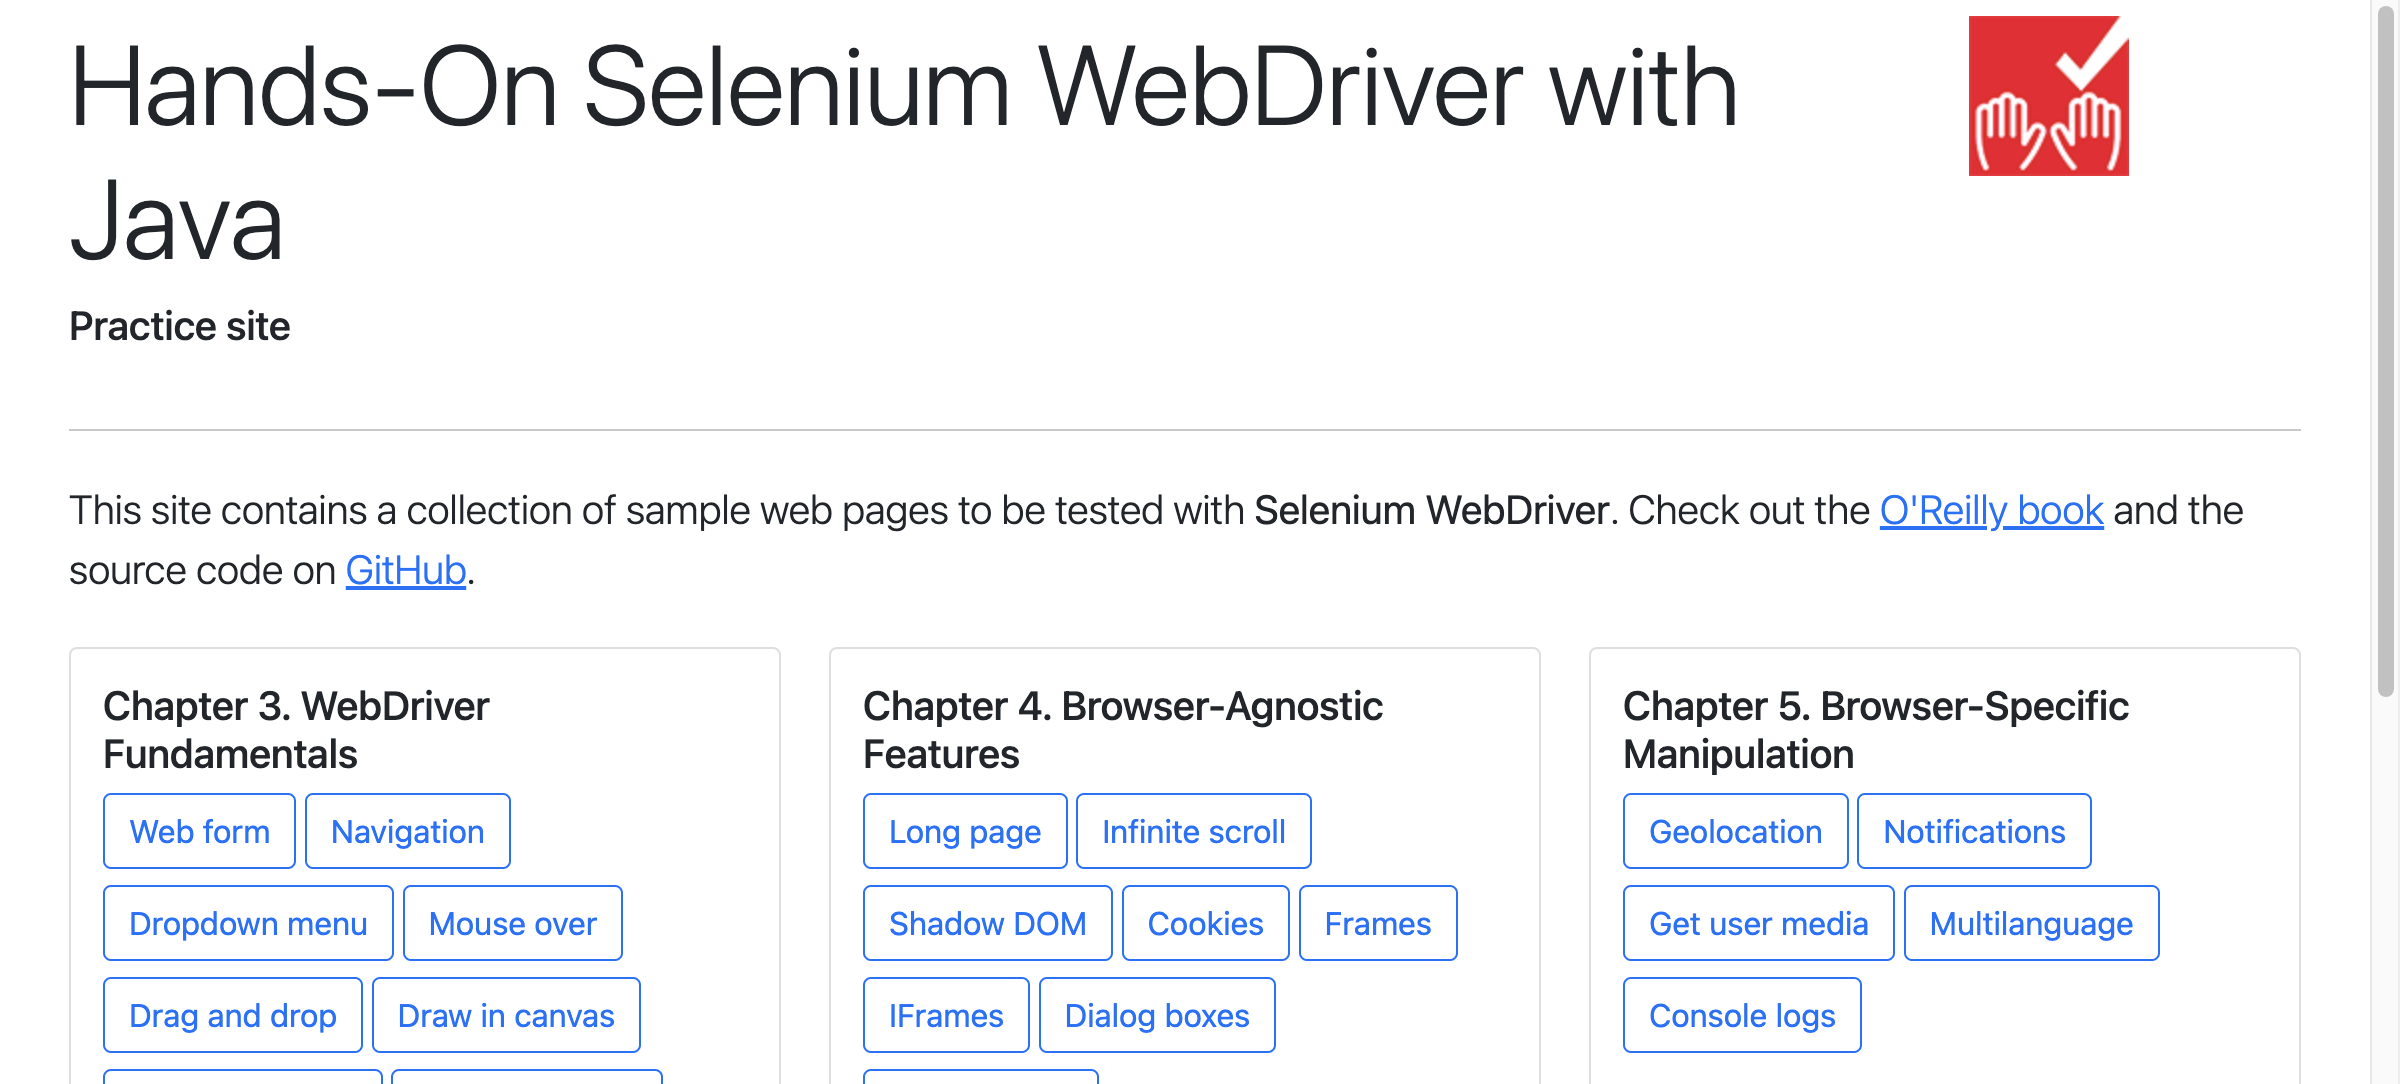 Hands-On Selenium WebDriver with
Java
Practice site
This site contains a collection of sample web pages to be tested with Selenium WebDriver. Check out the O'Reilly book and the
source code on GitHub.
Chapter 3. WebDriver
Fundamentals
Web form
Navigation
Dropdown menu
Mouse over
Drag and drop
Draw in canvas
Chapter 4. Browser-Agnostic
Features
Long page
Infinite scroll
Shadow DOM
Cookies
Frames
IFrames
Dialog boxes
Chapter 5. Browser-Specific
Manipulation
Geolocation
Notifications
Get user media
Multilanguage
Console logs